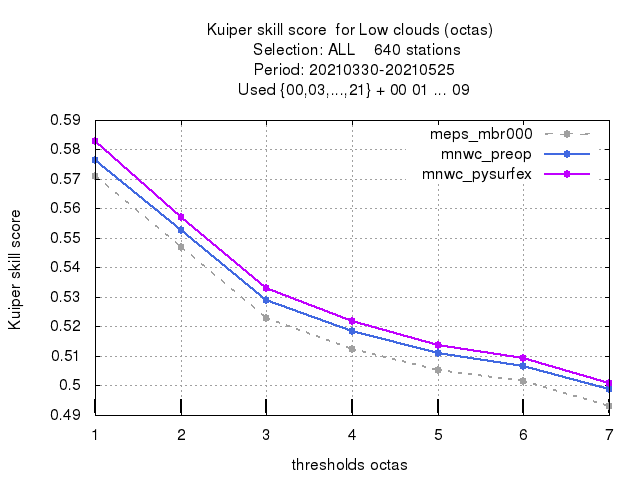 Kuiper skill score  for Low clouds (octas)
Selection: ALL    640 stations
Period: 20210330-20210525
Used {00,03,...,21} + 00 01 ... 09
meps_mbr000
mnwc_preop
mnwc_pysurfex
0.59
0.58
0.57
0.56
0.55
0.54
0.53
0.52
0.51
0.5
0.49
Kuiper skill score
1 2 3 4 5 6 7
thresholds octas